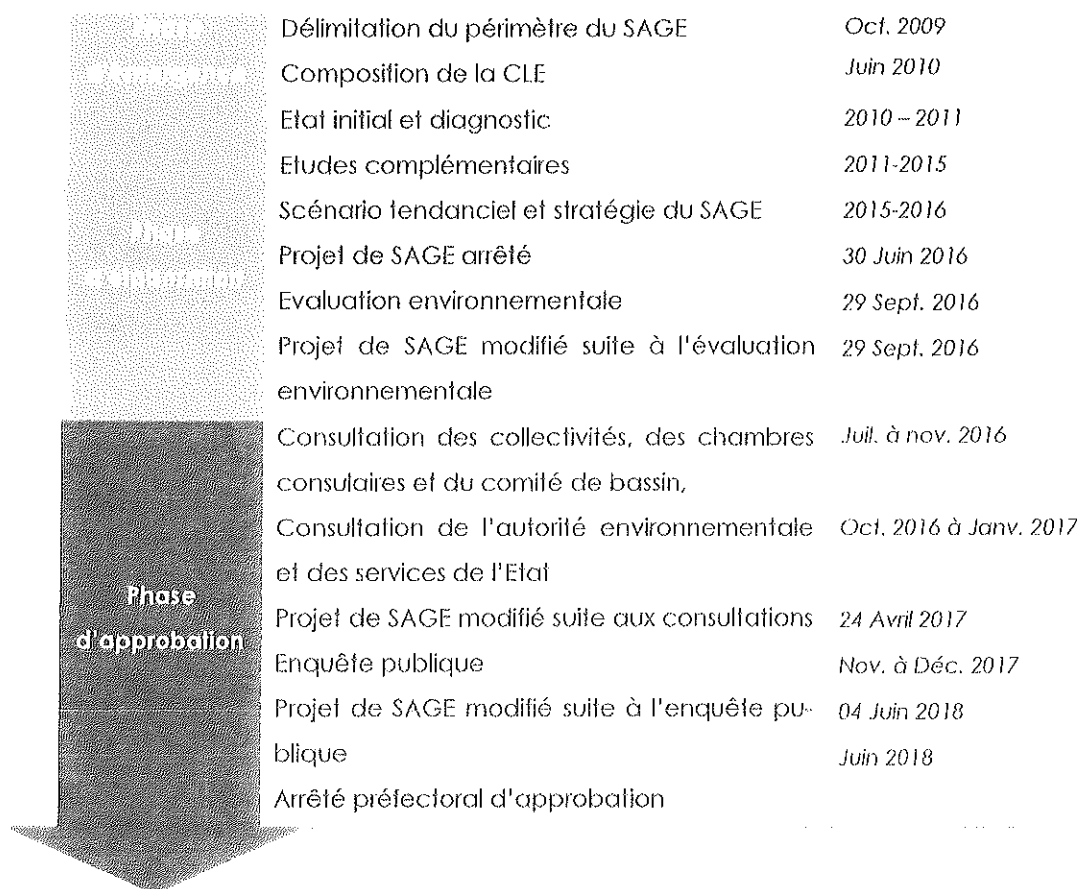 Délimitation du périmètre du SAGE Oct. 2009
Composition de la CLE Juin 2010
Etat initial et diagnostic 2010 – 2011
Etudes complémentaires 2011-2015
Scénario tendanciel et stratégie du SAGE 2015-2016
Phase
Projet de SAGE arrêté 30 Juin 2016
Evaluation environnementale 29 Sept. 2016
Projet de SAGE modifié suite à l'évaluation 29 Sept. 2016
environnementale
Consultation des collectivités, des chambres Juil. à nov. 2016
consulaires et du comité de bassin,
Consultation de l'autorité environnementale Oct. 2016 à Janv. 2017
et des services de l'Etat
Phase
d'approbation
Projet de SAGE modifié suite aux consultations 24 Avril 2017
Enquête publique Nov. à Déc. 2017
Projet de SAGE modifié suite à l'enquête pu- 04 Juin 2018
blique Juin 2018
Arrêté préfectoral d'approbation